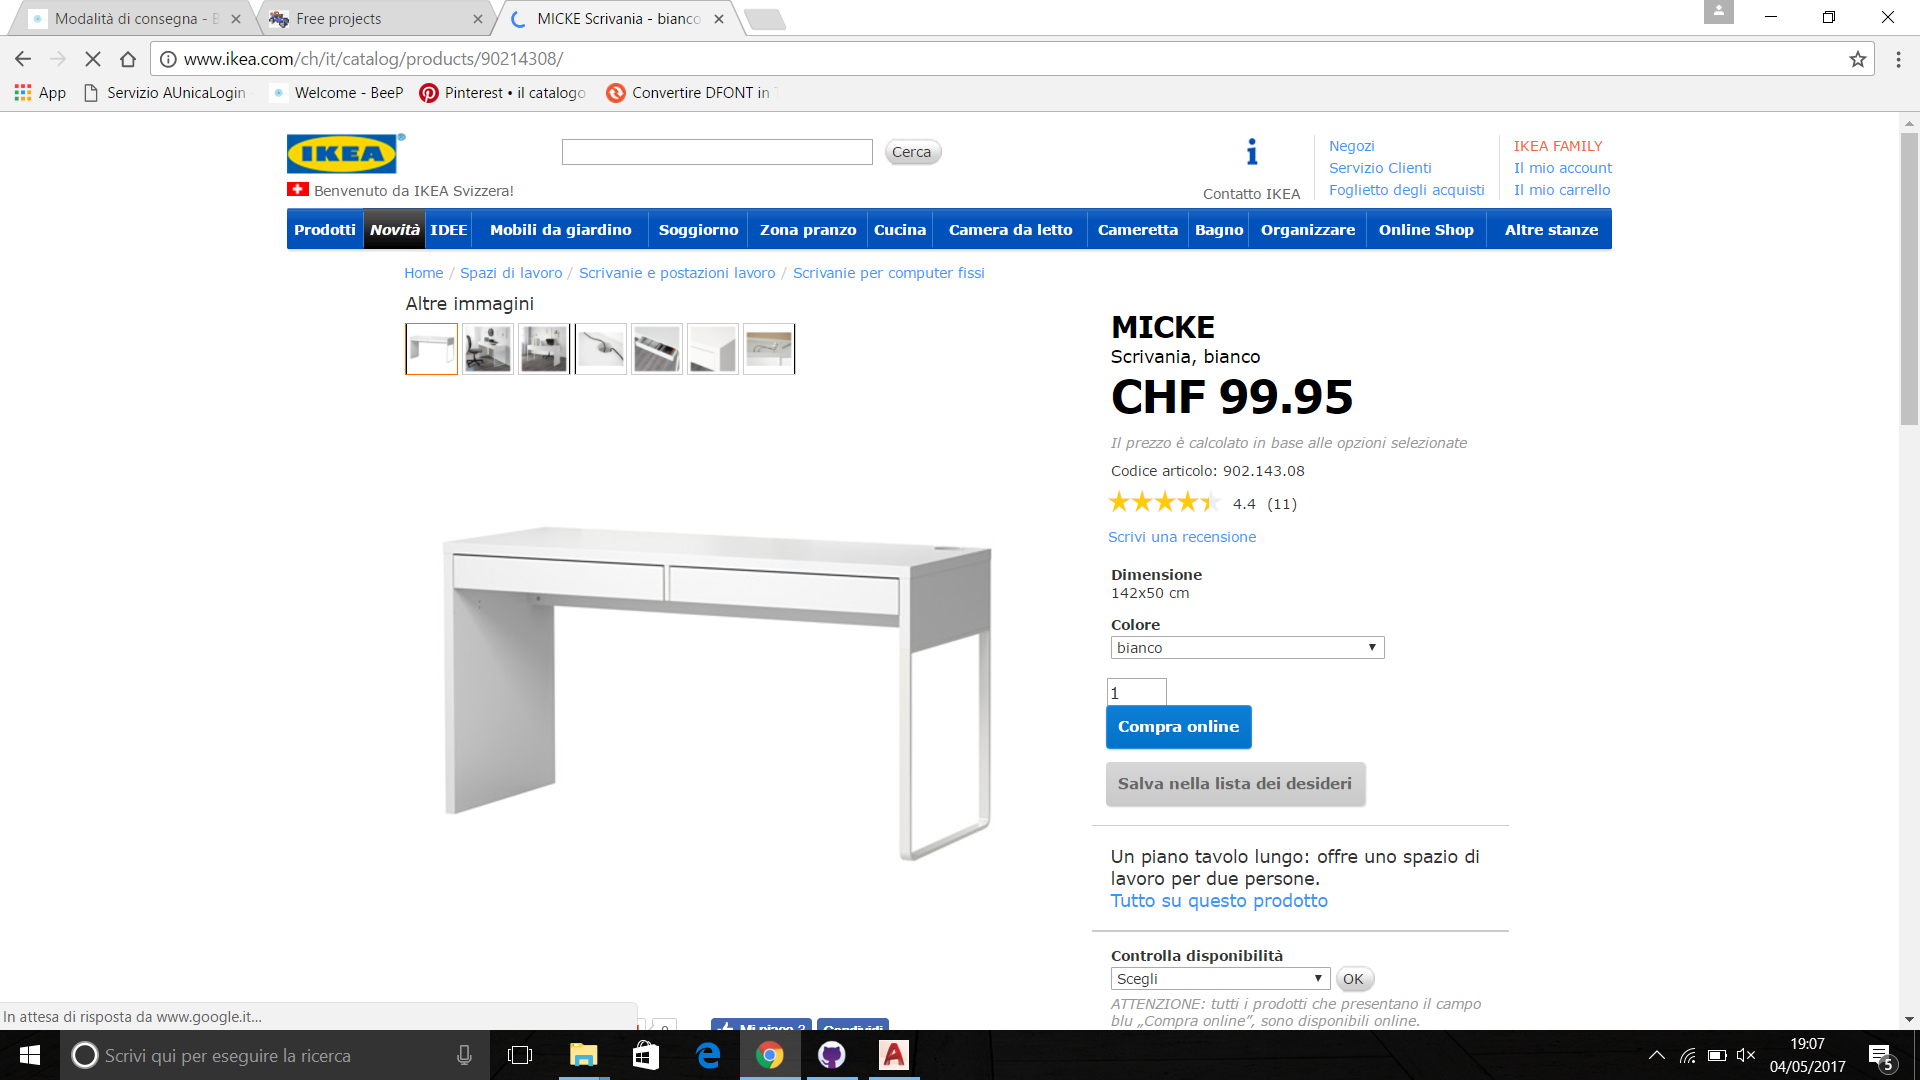 Modalità di consegna - B
Free projects
MICKE Scrivania - bianco
www.ikea.com/ch/it/catalog/products/90214308/
App
Servizio AUnicaLogin
Welcome - BeeP
Pinterest • il catalogo
Convertire DFONT in
IKEA
Cerca
Contatto IKEA
Negozi
Servizio Clienti
Foglietto degli acquisti
IKEA FAMILY
Il mio account
Il mio carrello
Benvenuto da IKEA Svizzera!
Prodotti Novità IDEE Mobili da giardino Soggiorno Zona pranzo Cucina Camera da letto Cameretta Bagno Organizzare Online Shop Altre stanze
Home / Spazi di lavoro / Scrivanie e postazioni lavoro / Scrivanie per computer fissi
Altre immagini
MICKE
Scrivania, bianco
CHF 99.95
Il prezzo è calcolato in base alle opzioni selezionate
Codice articolo: 902.143.08
4.4 (11)
Scrivi una recensione
Dimensione
142x50 cm
Colore
bianco
1
Compra online
Salva nella lista dei desideri
Un piano tavolo lungo: offre uno spazio di
lavoro per due persone.
Tutto su questo prodotto
Controlla disponibilità
Scegli
OK
ATTENZIONE: tutti i prodotti che presentano il campo
blu „Compra online”, sono disponibili online.
In attesa di risposta da www.google.it...
Mi piace 2
Condividi
Scrivi qui per eseguire la ricerca
19:07
04/05/2017
5